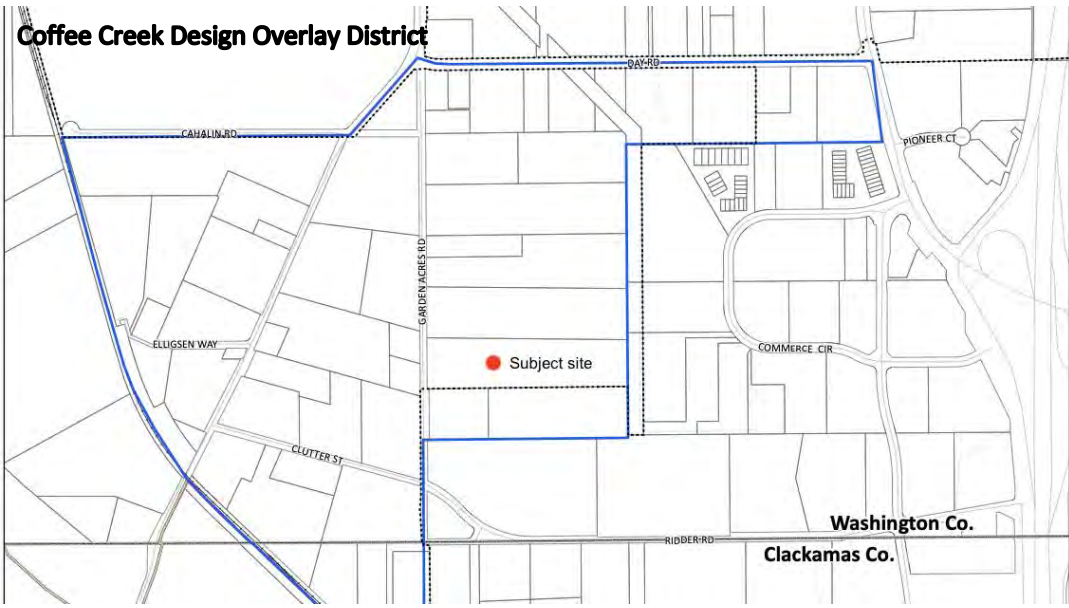 Coffee Creek Design Overlay District
DAY RD
CAHALIN RD
PIONEER CT
GARDEN ACRES RD
ELLIGSEN WAY
COMMERCE CIR
Subject site
CLUTTER ST
Washington Co.
RIDDER RD
Clackamas Co.